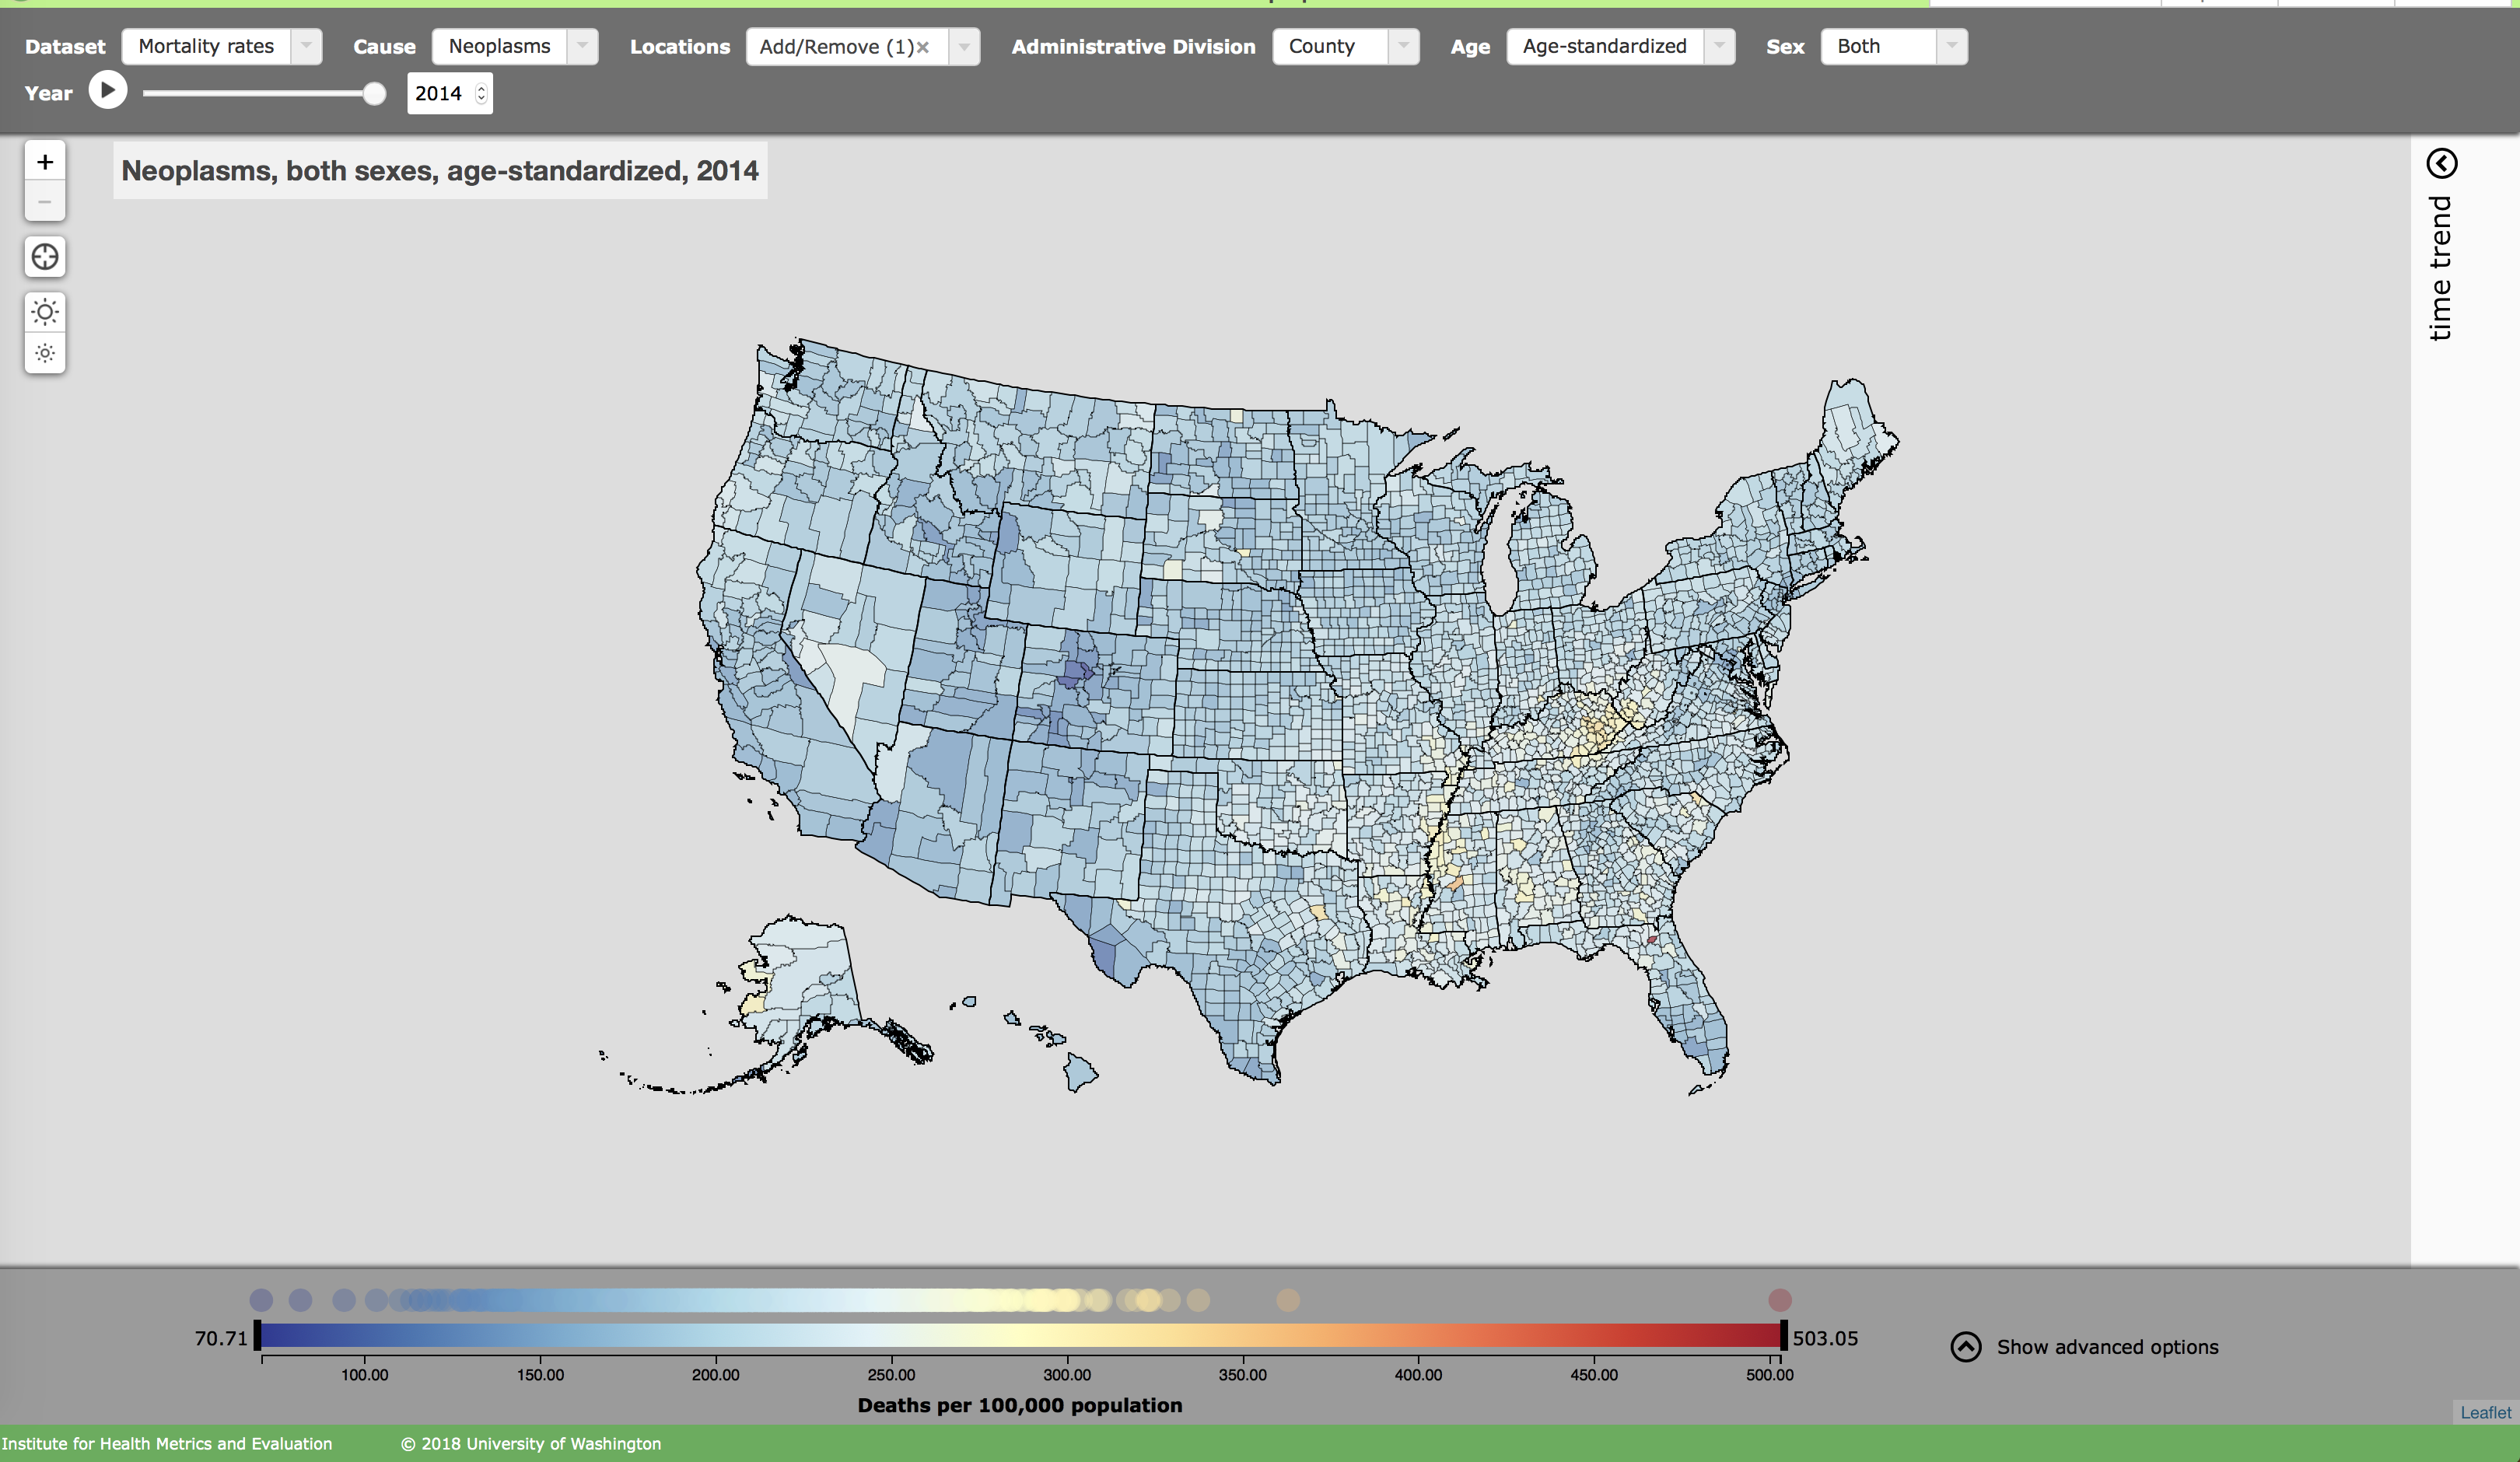 Dataset Mortality rates Cause Neoplasms Locations Add/Remove (1)× Administrative Division County Age Age-standardized Sex Both
Year 2014
+
Neoplasms, both sexes, age-standardized, 2014
−
time trend
70.71 503.05
100.00 150.00 200.00 250.00 300.00 350.00 400.00 450.00 500.00
Deaths per 100,000 population
Show advanced options
Leaflet
Institute for Health Metrics and Evaluation © 2018 University of Washington